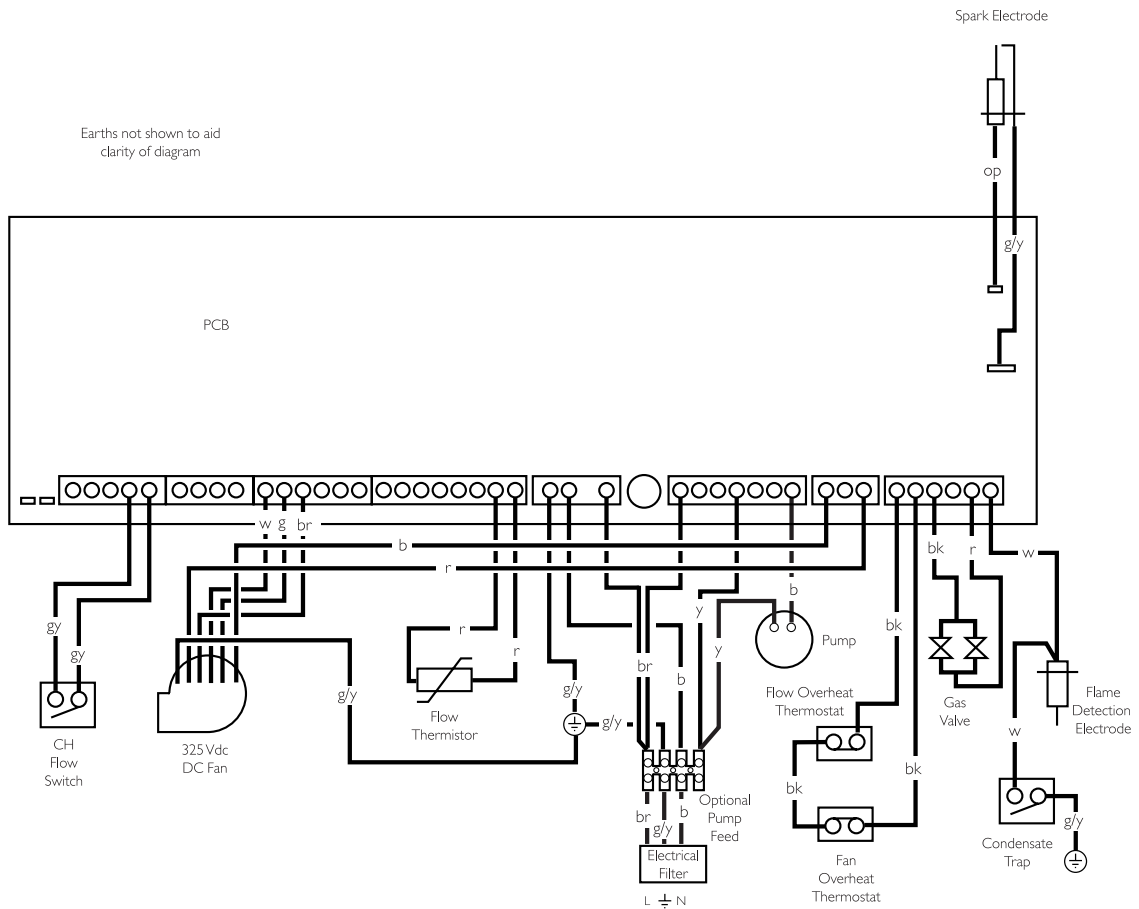 Spark Electrode
Earths not shown to aid
clarity of diagram
op
g/y
PCB
w g br
b
r
bk
r
w
gy
gy
r
r
g/y
g/y
g/y
br
b
y
y
b
Pump
bk
bk
bk
w
g/y
CH
Flow
Switch
325 Vdc
DC Fan
Flow
Thermistor
Flow Overheat
Thermostat
Gas
Valve
Flame
Detection
Electrode
br
g/y
b
Optional
Pump
Feed
Electrical
Filter
L N
Fan
Overheat
Thermostat
Condensate
Trap